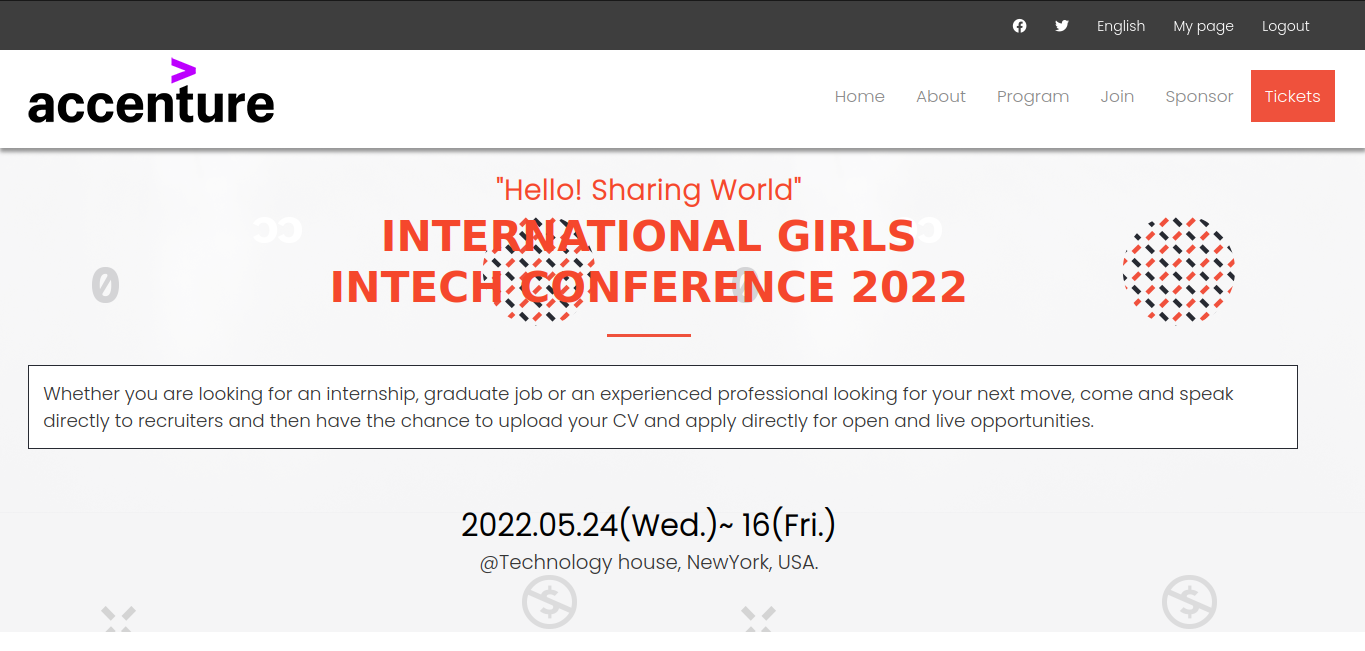 English My page Logout
accenture
Home About Program Join Sponsor Tickets
"Hello! Sharing World"
INTERNATIONAL GIRLS
INTECH CONFERENCE 2022
Whether you are looking for an internship, graduate job or an experienced professional looking for your next move, come and speak
directly to recruiters and then have the chance to upload your CV and apply directly for open and live opportunities.
2022.05.24(Wed.)~ 16(Fri.)
@Technology house, NewYork, USA.